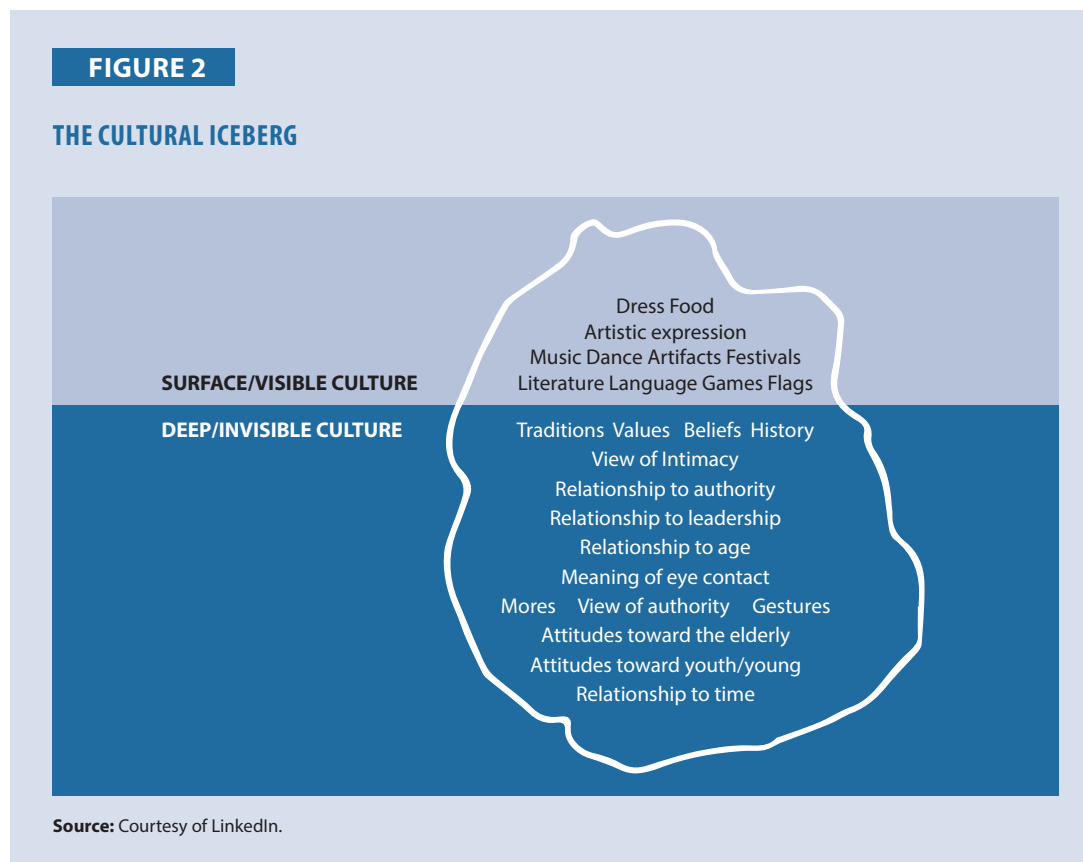 FIGURE 2
THE CULTURAL ICEBERG
Dress Food
Artistic expression
Music Dance Artifacts Festivals
SURFACE/VISIBLE CULTURE
Literature Language Games Flags
DEEP/INVISIBLE CULTURE
Traditions Values Beliefs History
View of Intimacy
Relationship to authority
Relationship to leadership
Relationship to age
Meaning of eye contact
Mores View of authority Gestures
Attitudes toward the elderly
Attitudes toward youth/young
Relationship to time
Source: Courtesy of LinkedIn.